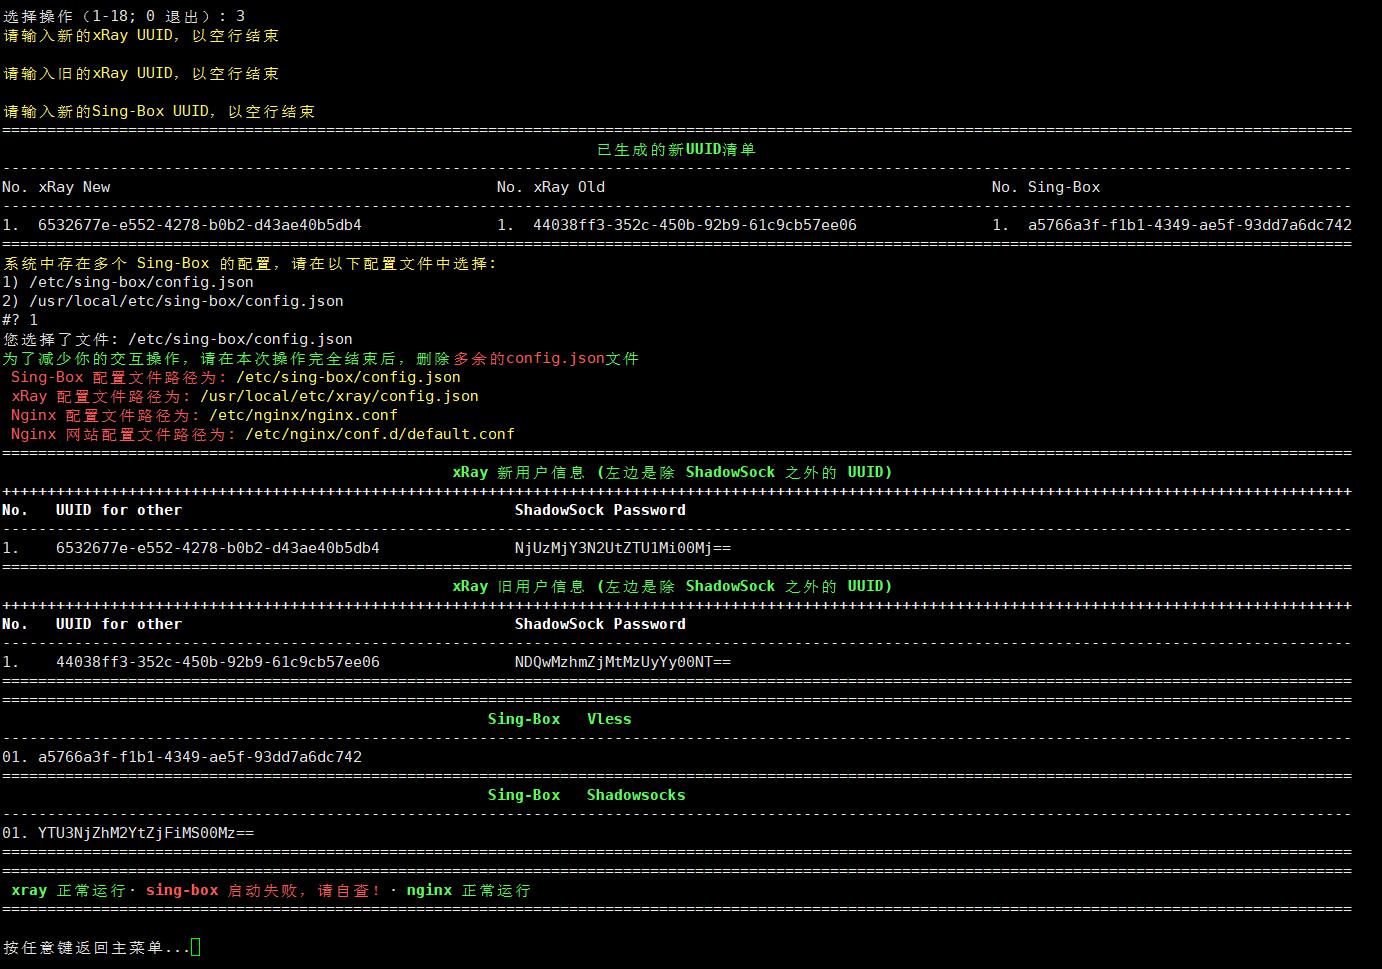 选择操作（1-18; 0 退出）: 3
请输入新的xRay UUID，以空行结束
请输入旧的xRay UUID，以空行结束
请输入新的Sing-Box UUID，以空行结束
已生成的新UUID清单
No. xRay New No. xRay Old No. Sing-Box
1. 6532677e-e552-4278-b0b2-d43ae40b5db4 1. 44038ff3-352c-450b-92b9-61c9cb57ee06 1. a5766a3f-f1b1-4349-ae5f-93dd7a6dc742
系统中存在多个 Sing-Box 的配置，请在以下配置文件中选择:
1) /etc/sing-box/config.json
2) /usr/local/etc/sing-box/config.json
#? 1
您选择了文件: /etc/sing-box/config.json
为了减少你的交互操作，请在本次操作完全结束后，删除多余的config.json文件
Sing-Box 配置文件路径为: /etc/sing-box/config.json
xRay 配置文件路径为: /usr/local/etc/xray/config.json
Nginx 配置文件路径为: /etc/nginx/nginx.conf
Nginx 网站配置文件路径为: /etc/nginx/conf.d/default.conf
xRay 新用户信息 (左边是除 ShadowSock 之外的 UUID)
No. UUID for other ShadowSock Password
1. 6532677e-e552-4278-b0b2-d43ae40b5db4 NjUzMjY3N2UtZTU1Mi00Mj==
xRay 旧用户信息 (左边是除 ShadowSock 之外的 UUID)
No. UUID for other ShadowSock Password
1. 44038ff3-352c-450b-92b9-61c9cb57ee06 NDQwMzhmZjMtMzUyYy00NT==
Sing-Box Vless
01. a5766a3f-f1b1-4349-ae5f-93dd7a6dc742
Sing-Box Shadowsocks
01. YTU3NjZhM2YtZjFiMS00Mz==
xray 正常运行· sing-box 启动失败，请自查！· nginx 正常运行
按任意键返回主菜单...